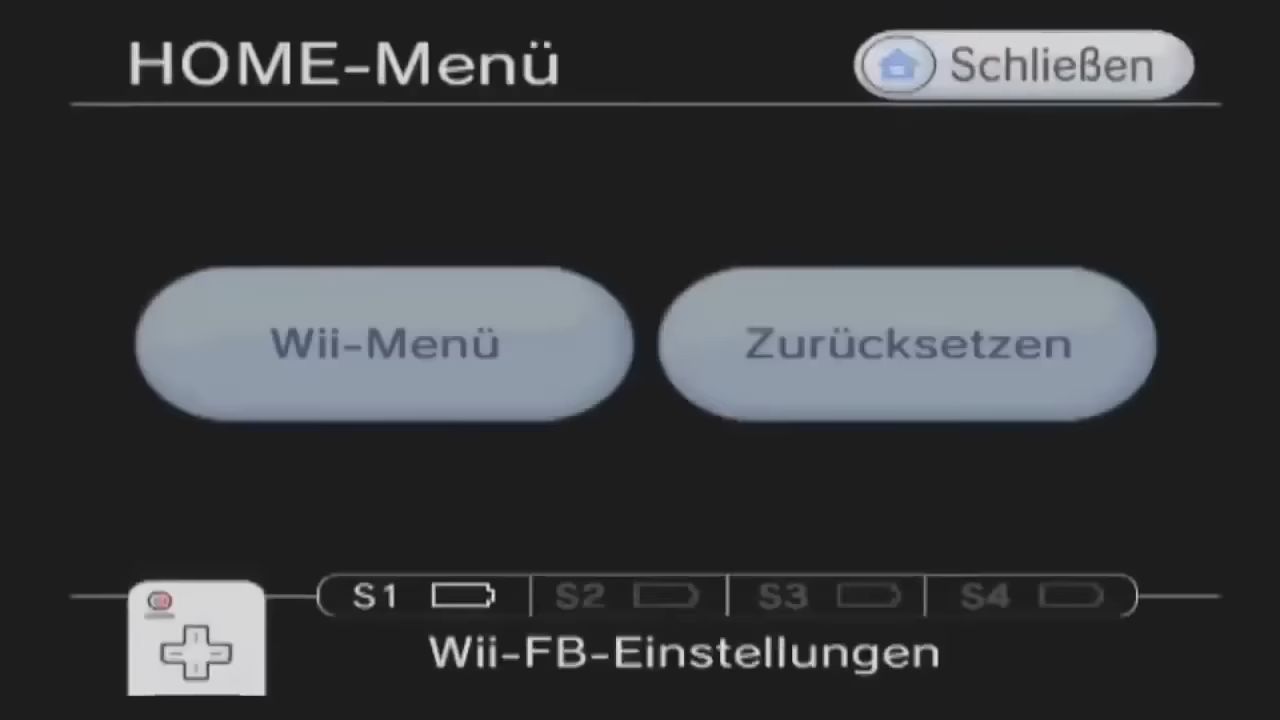 HOME-Menü
Schließen
Wii-Menü
Zurücksetzen
S1 S2 S3 S4
Wii-FB-Einstellungen